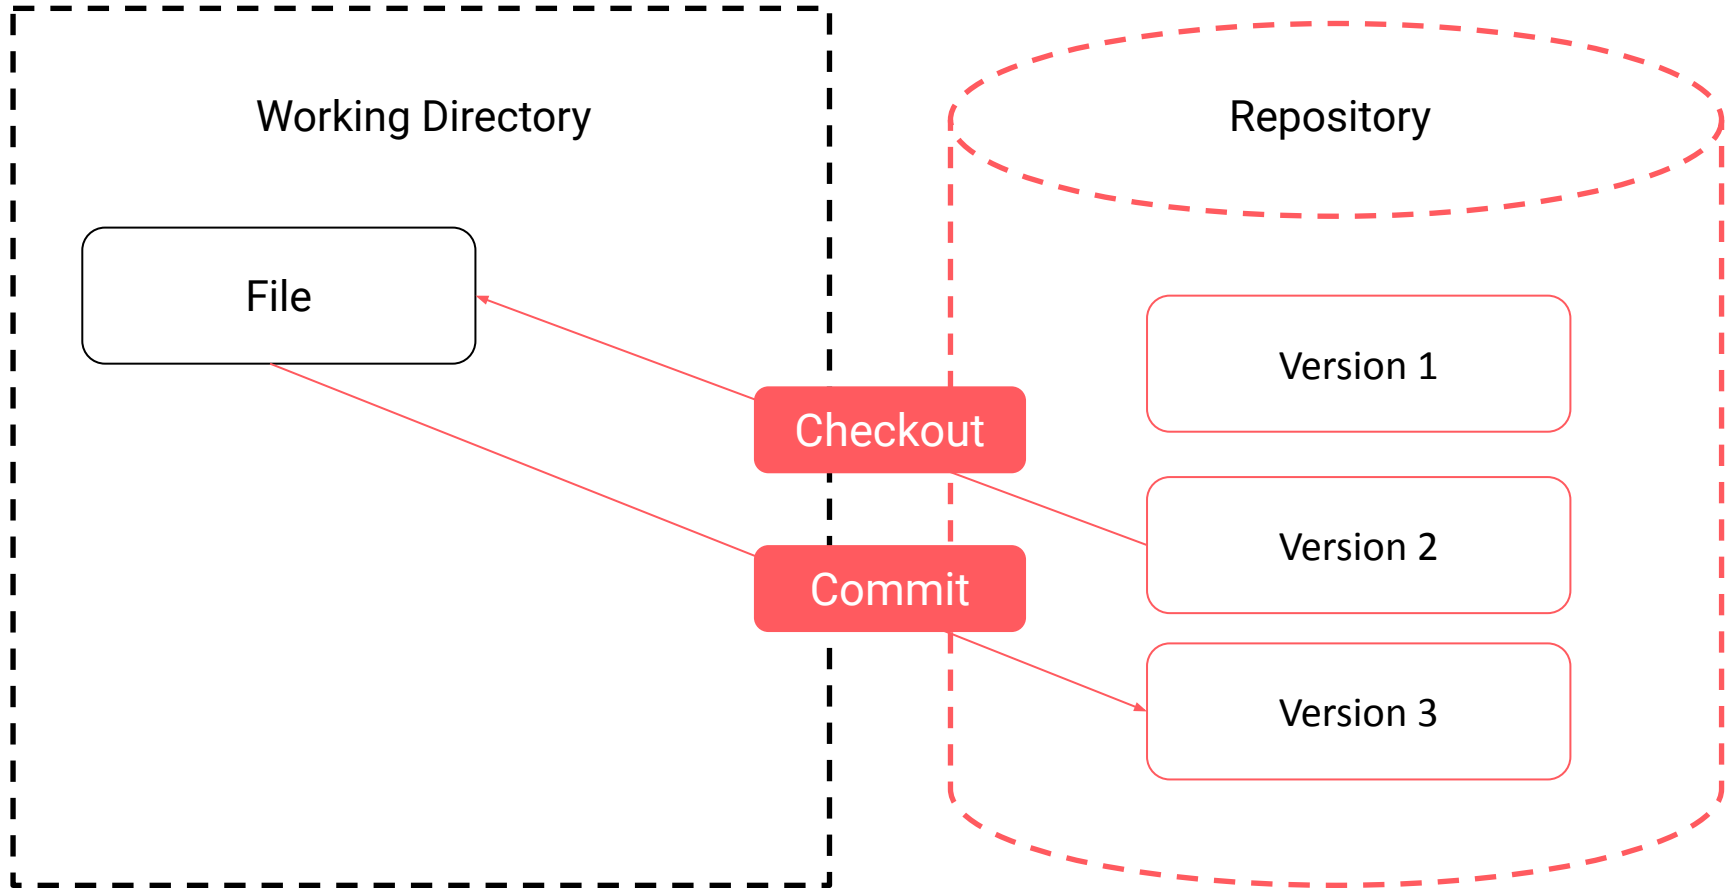 Working Directory
Repository
File
Version 1
Checkout
Version 2
Commit
Version 3